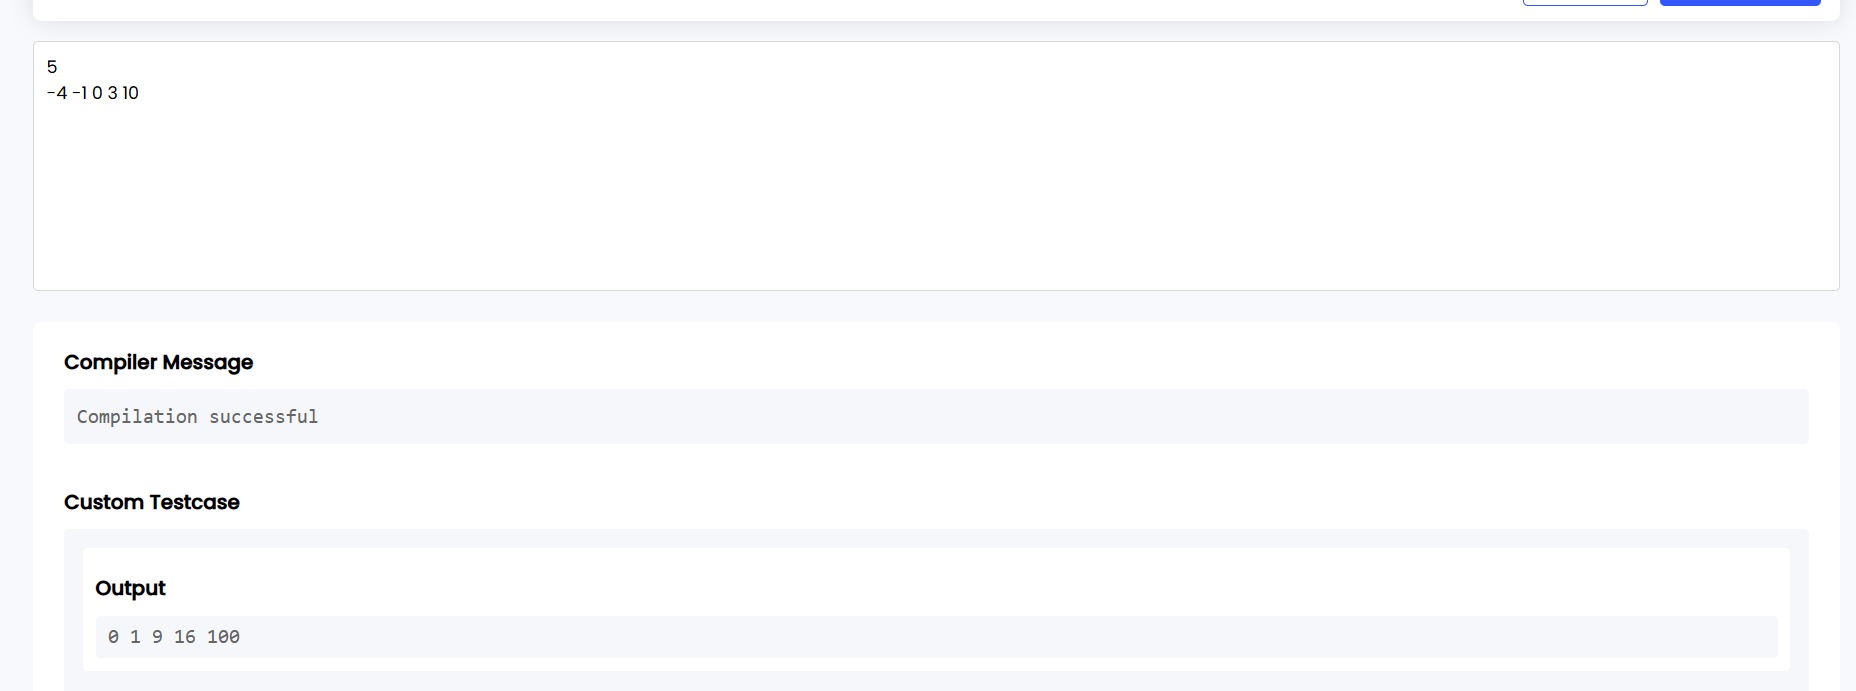 5
-4 -1 0 3 10
Compiler Message
Compilation successful
Custom Testcase
Output
0 1 9 16 100